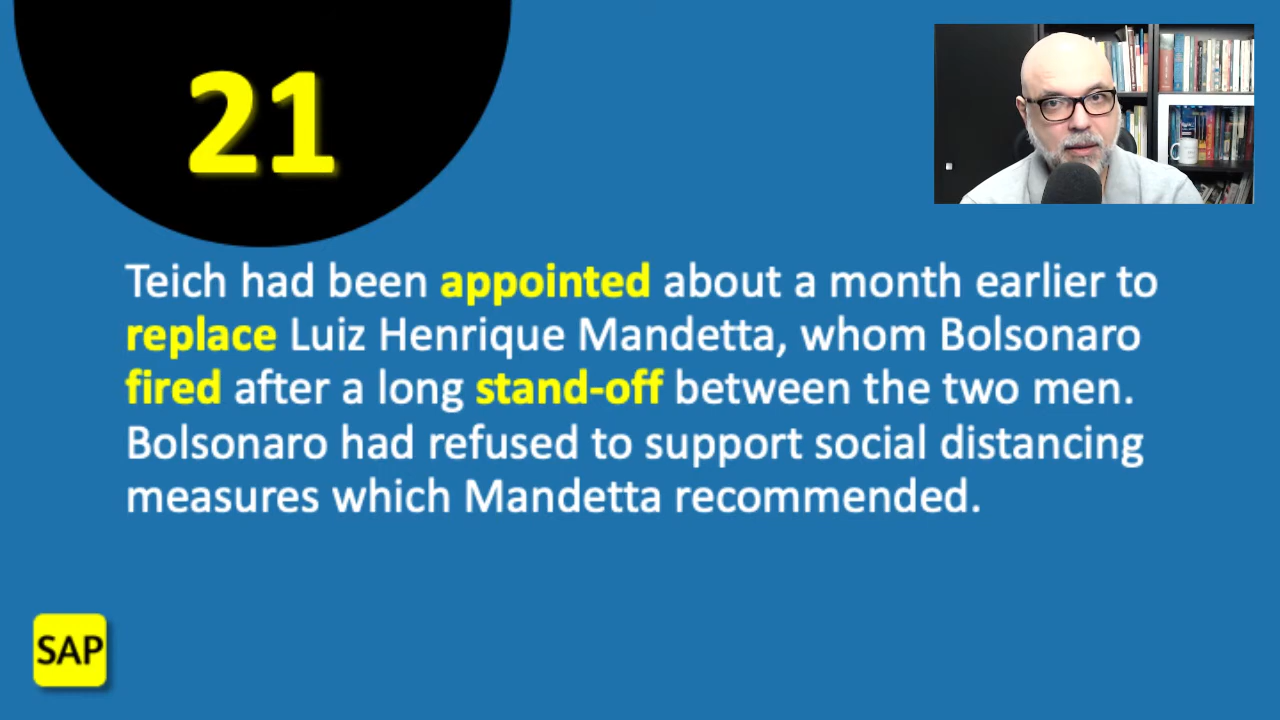 21
Teich had been appointed about a month earlier to
replace Luiz Henrique Mandetta, whom Bolsonaro
fired after a long stand-off between the two men.
Bolsonaro had refused to support social distancing
measures which Mandetta recommended.
SAP